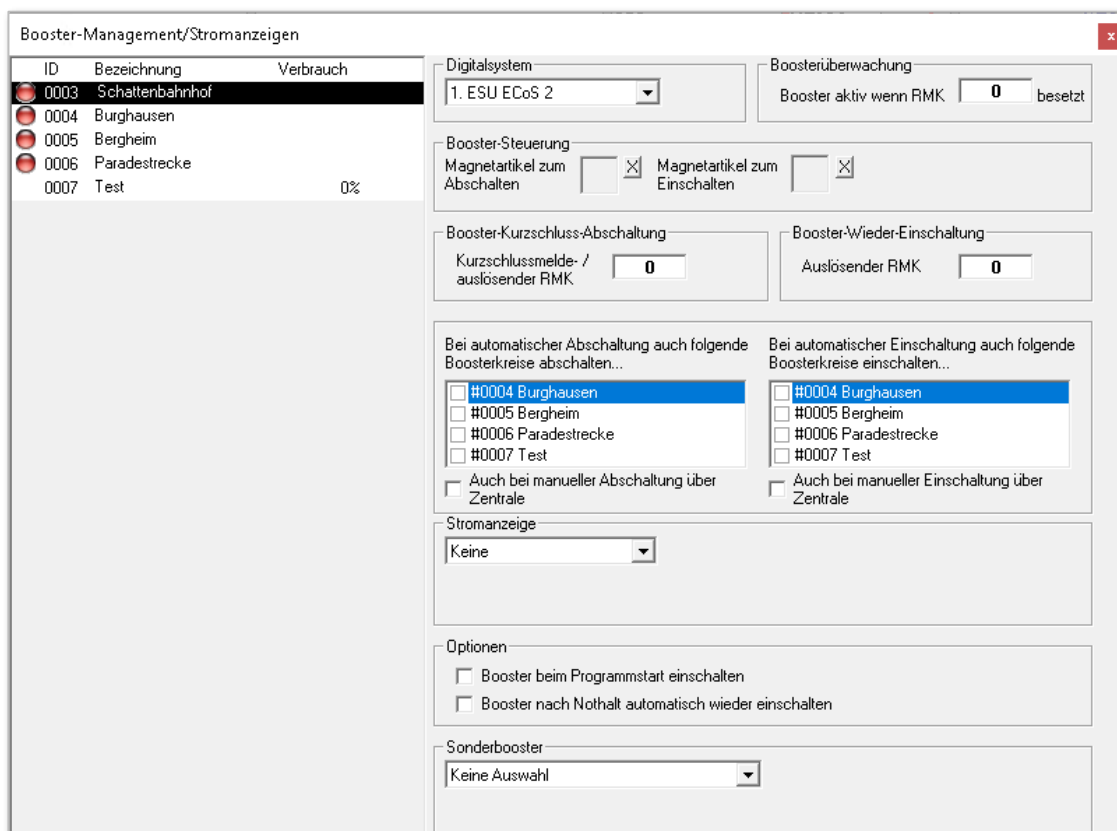 Booster-Management/Stromanzeigen
x
ID Bezeichnung Verbrauch
0003 Schattenbahnhof
0004 Burghausen
0005 Bergheim
0006 Paradestrecke
0007 Test 0%
Digitalsystem
1. ESU ECoS 2
Boosterüberwachung
Booster aktiv wenn RMK 0 besetzt
Booster-Steuerung
Magnetartikel zum
Abschalten
X
Magnetartikel zum
Einschalten
X
Booster-Kurzschluss-Abschaltung
Kurzschlussmelde- /
auslösender RMK
0
Booster-Wieder-Einschaltung
Auslösender RMK 0
Bei automatischer Abschaltung auch folgende
Boosterkreise abschalten...
#0004 Burghausen
#0005 Bergheim
#0006 Paradestrecke
#0007 Test
Auch bei manueller Abschaltung über
Zentrale
Bei automatischer Einschaltung auch folgende
Boosterkreise einschalten...
#0004 Burghausen
#0005 Bergheim
#0006 Paradestrecke
#0007 Test
Auch bei manueller Einschaltung über
Zentrale
Stromanzeige
Keine
Optionen
Booster beim Programmstart einschalten
Booster nach Nothalt automatisch wieder einschalten
Sonderbooster
Keine Auswahl